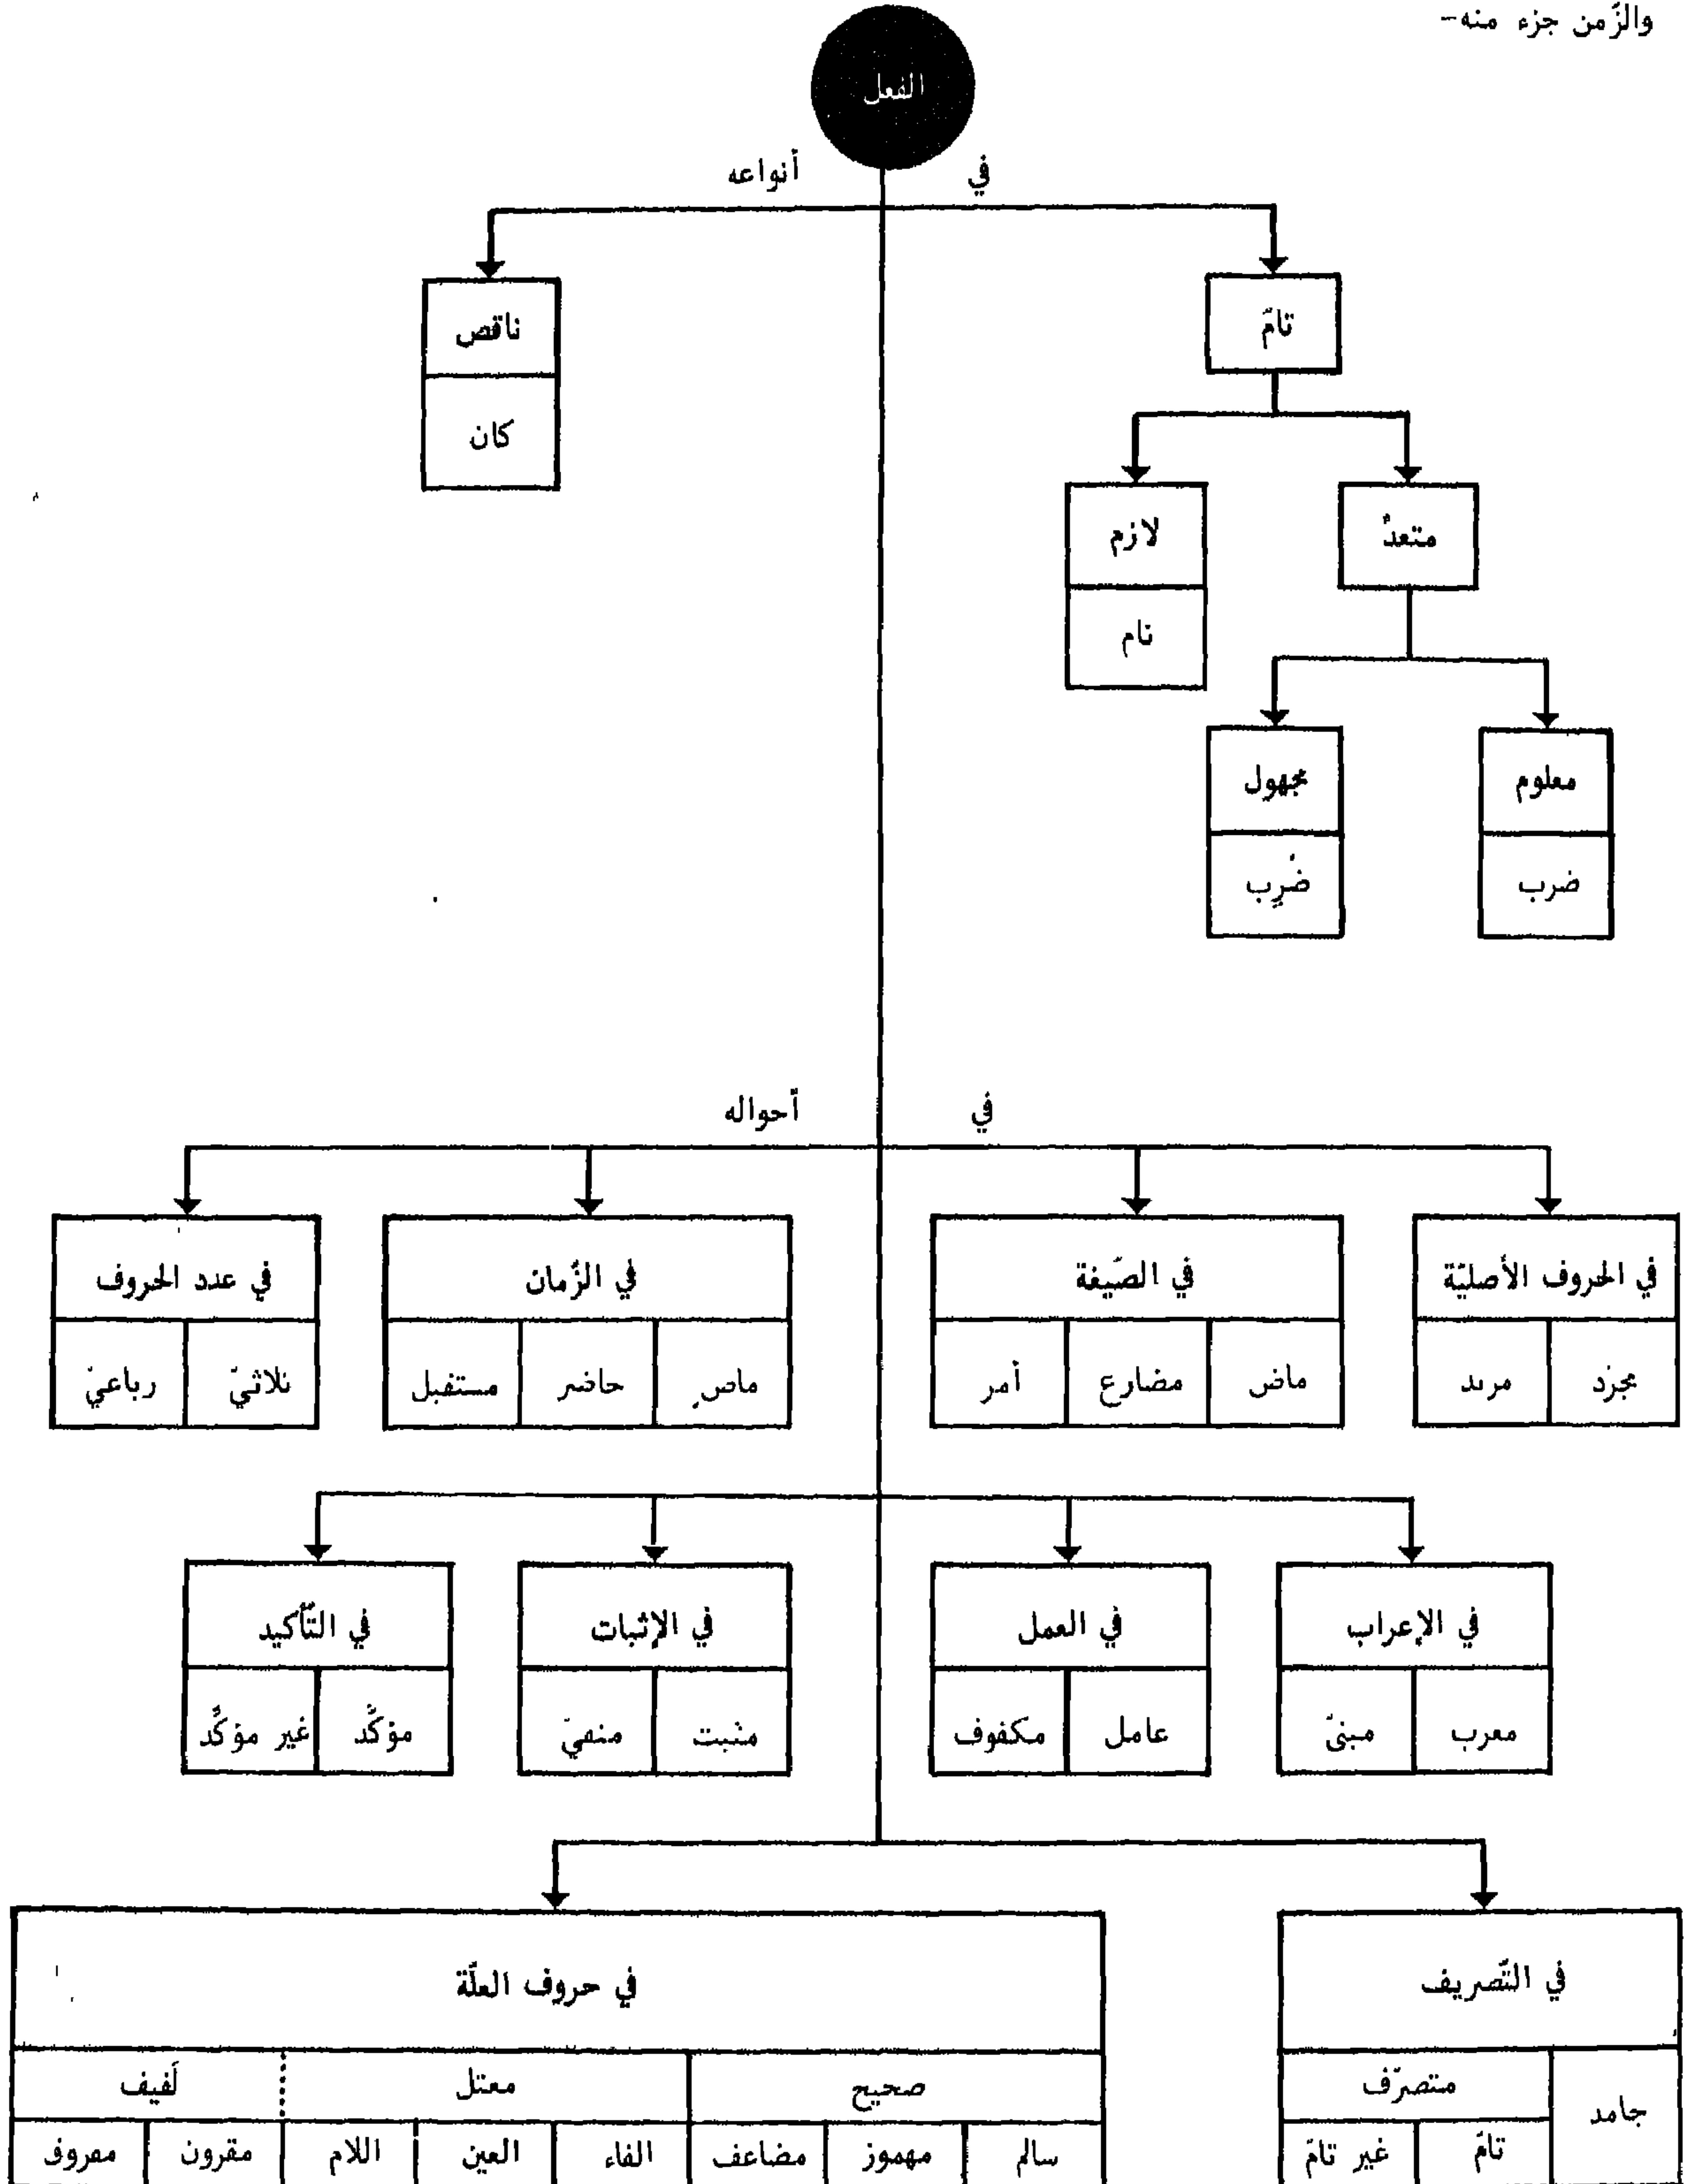 والزّمن جزء منه-
الفعل
في أنواعه
تامّ
ناقص
كان
متعدّ
لازم
نام
معلوم
مجهول
ضرب
ضُرِب
في أحواله
في الحروف الأصليّة
في الصّيغة
في الزّمان
في عدد الحروف
مجرّد
مزيد
ماض
مضارع
أمر
ماضٍ
حاضر
مستقبل
ثلاثيّ
رباعيّ
في الإعراب
في العمل
في الإثبات
في التّأكيد
معرب
مبنيّ
عامل
مكفوف
مثبت
منفيّ
مؤكَّد
غير مؤكَّد
في التّصريف
في حروف العلّة
جامد
متصرّف
صحيح
معتل
لَفيف
تامّ
غير تامّ
سالم
مهموز
مضاعف
الفاء
العين
اللام
مقرون
مفروق